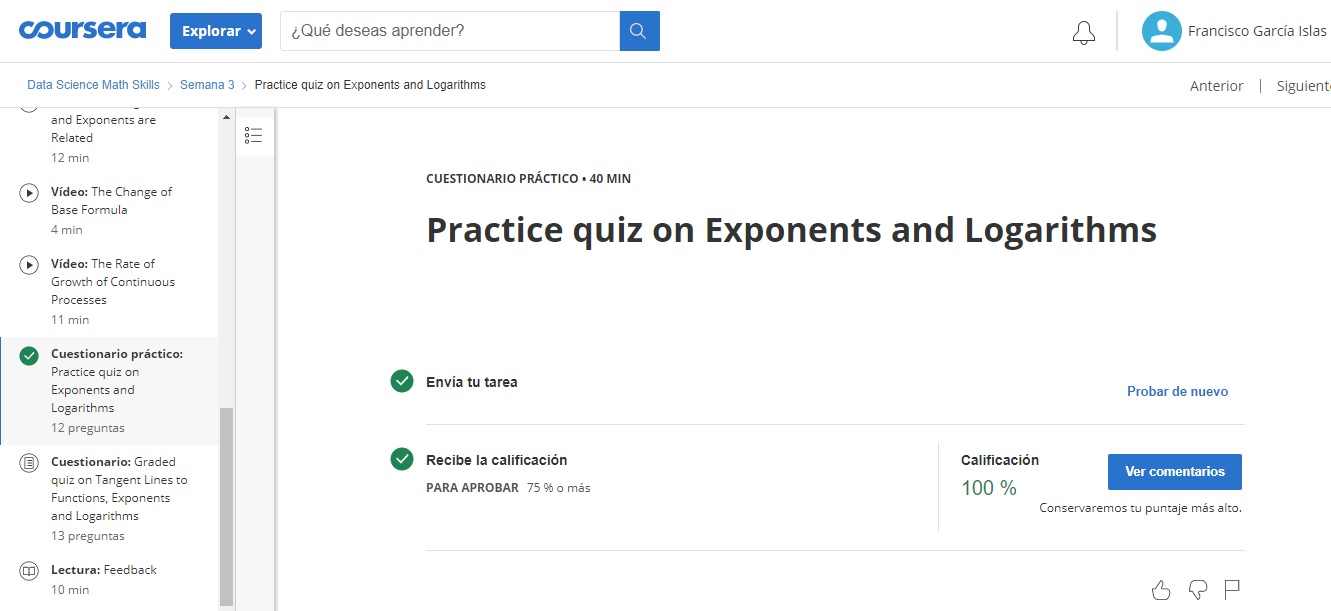 coursera
Explorar
¿Qué deseas aprender?
Francisco García Islas
Data Science Math Skills > Semana 3 > Practice quiz on Exponents and Logarithms
Anterior | Siguient
and Exponents are
Related
12 min
Vídeo: The Change of
Base Formula
4 min
Vídeo: The Rate of
Growth of Continuous
Processes
11 min
Cuestionario práctico:
Practice quiz on
Exponents and
Logarithms
12 preguntas
Cuestionario: Graded
quiz on Tangent Lines to
Functions, Exponents
and Logarithms
13 preguntas
Lectura: Feedback
10 min
CUESTIONARIO PRÁCTICO • 40 MIN
Practice quiz on Exponents and Logarithms
Envía tu tarea
Probar de nuevo
Recibe la calificación
PARA APROBAR 75 % o más
Calificación
100 %
Ver comentarios
Conservaremos tu puntaje más alto.